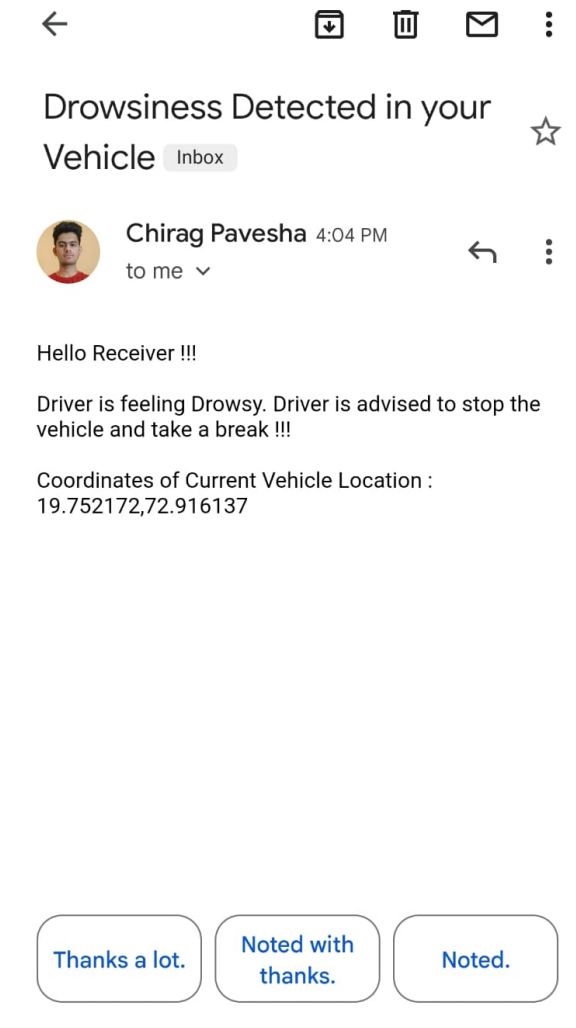 Drowsiness Detected in your
Vehicle Inbox
Chirag Pavesha 4:04 PM
to me
Hello Receiver !!!
Driver is feeling Drowsy. Driver is advised to stop the
vehicle and take a break !!!
Coordinates of Current Vehicle Location :
19.752172,72.916137
Thanks a lot.
Noted with
thanks.
Noted.